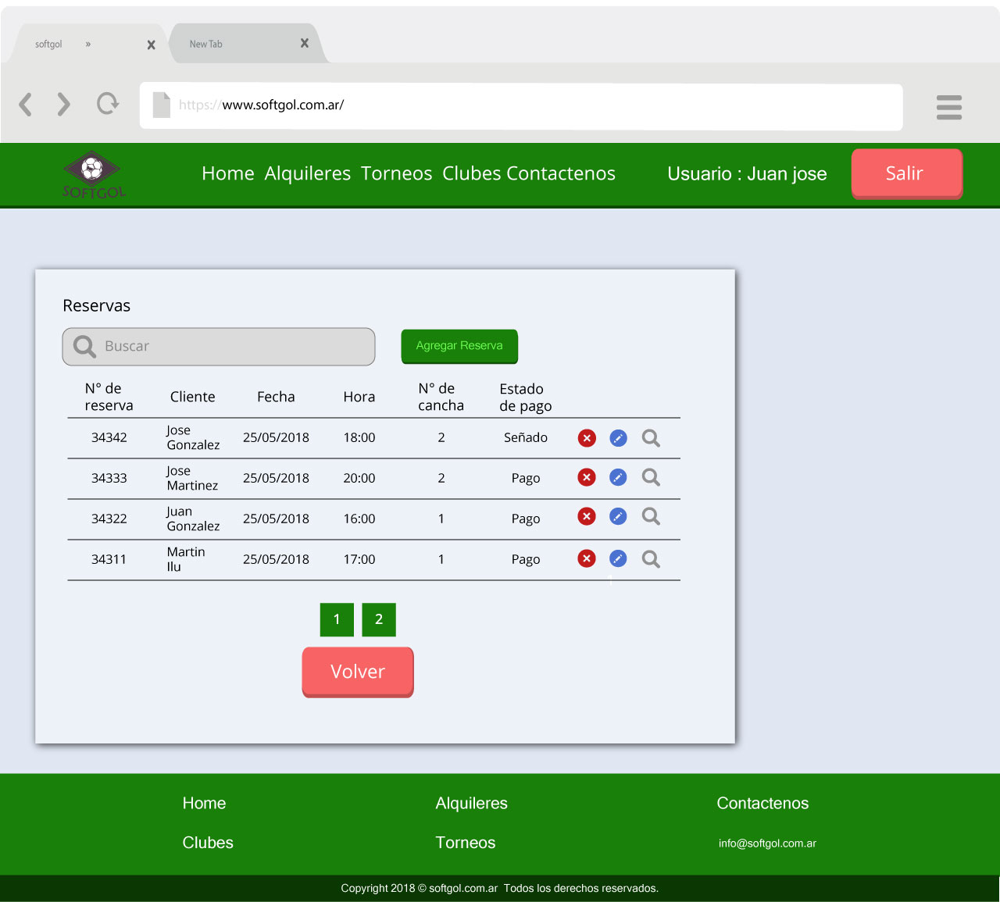 softgol »
New Tab
https://www.softgol.com.ar/
SOFTGOL
Home Alquileres Torneos Clubes Contactenos
Usuario : Juan jose
Salir
Reservas
Buscar
Agregar Reserva
N° de
reserva
Cliente
Fecha
Hora
N° de
cancha
Estado
de pago
34342
Jose
Gonzalez
25/05/2018
18:00
2
Señado
34333
Jose
Martinez
25/05/2018
20:00
2
Pago
34322
Juan
Gonzalez
25/05/2018
16:00
1
Pago
34311
Martin
Ilu
25/05/2018
17:00
1
Pago
1
1 2
Volver
Home
Alquileres
Contactenos
Clubes
Torneos
info@softgol.com.ar
Copyright 2018 © softgol.com.ar Todos los derechos reservados.